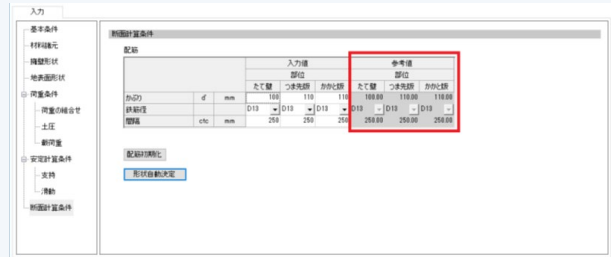 入力
基本条件
材料諸元
擁壁形状
地表面形状
荷重条件
荷重の組合せ
土圧
載荷重
安定計算条件
支持
滑動
断面計算条件
断面計算条件
配筋
入力値 参考値
部位 部位
たて壁 つま先版 かかと版 たて壁 つま先版 かかと版
かぶり d' mm 100 110 110 100.00 110.00 110.00
鉄筋径 D13 D13 D13 D13 D13 D13
間隔 ctc mm 250 250 250 250.00 250.00 250.00
配筋初期化
形状自動決定